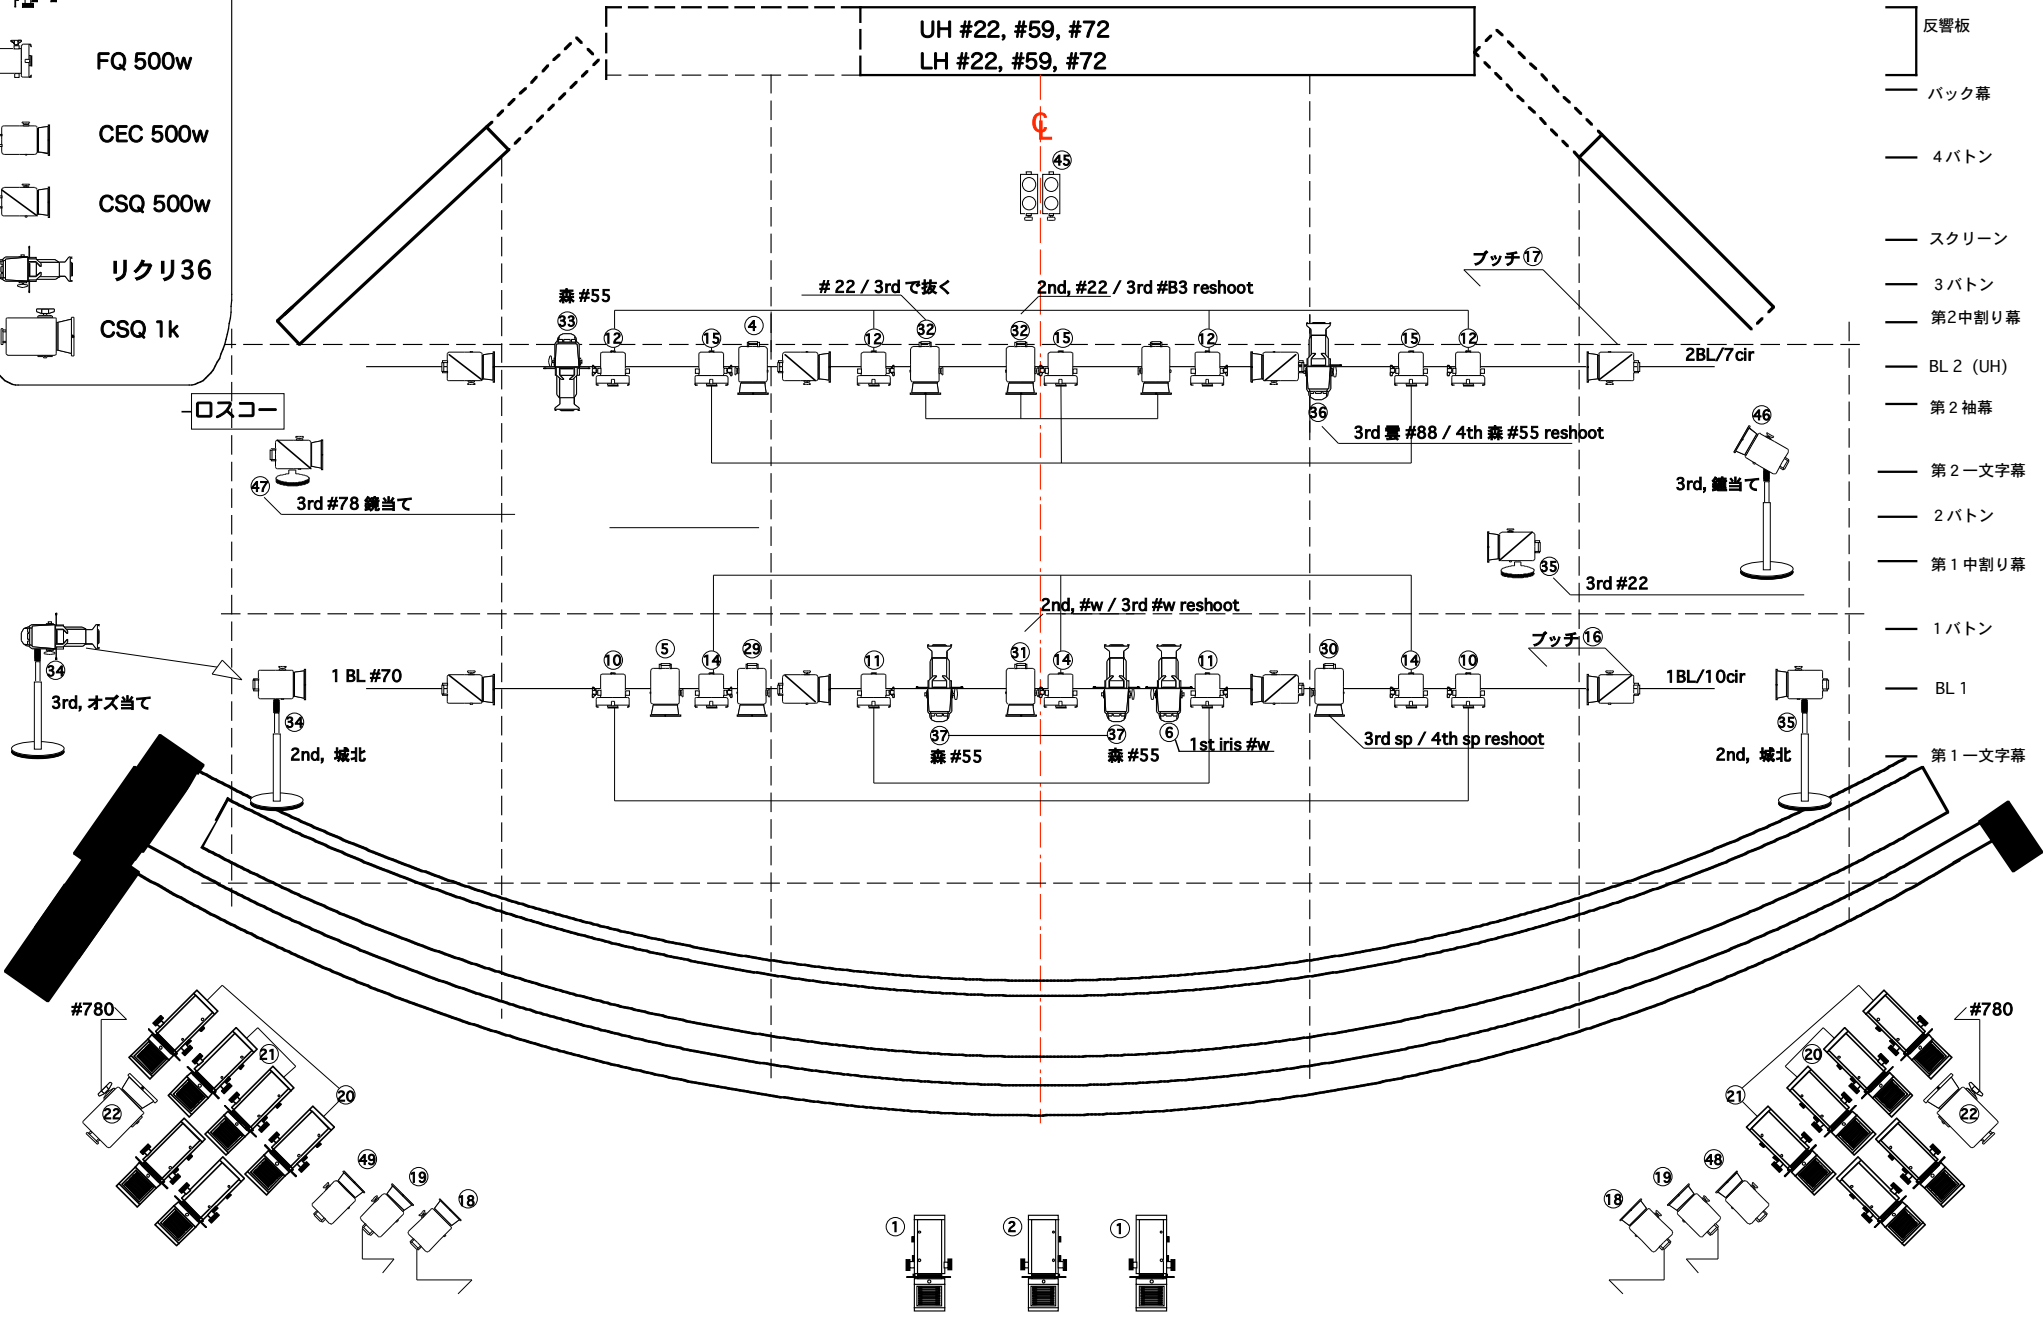 FQ 500w
CEC 500w
CSQ 500w
リクリ36
CSQ 1k
ロスコー
UH #22, #59, #72
LH #22, #59, #72
反響板
バック幕
4バトン
スクリーン
3バトン
第2中割り幕
BL 2 (UH)
第2袖幕
第2一文字幕
2バトン
第1中割り幕
1バトン
BL 1
第1一文字幕
CL
45
ブッチ 17
# 22 / 3rd で抜く
2nd, #22 / 3rd #B3 reshoot
森 #55
33
12
15
4
12
32
32
15
12
15
12
2BL/7cir
36
3rd 雲 #88 / 4th 森 #55 reshoot
46
3rd, 鐘当て
47
3rd #78 鏡当て
35
3rd #22
2nd, #w / 3rd #w reshoot
ブッチ 16
34
3rd, オズ当て
1 BL #70
10
5
14
29
11
31
14
11
30
14
10
1BL/10cir
34
2nd, 城北
37
森 #55
37
森 #55
6
1st iris #w
3rd sp / 4th sp reshoot
35
2nd, 城北
#780
21
20
22
49
19
18
1
2
1
#780
20
21
22
48
19
18